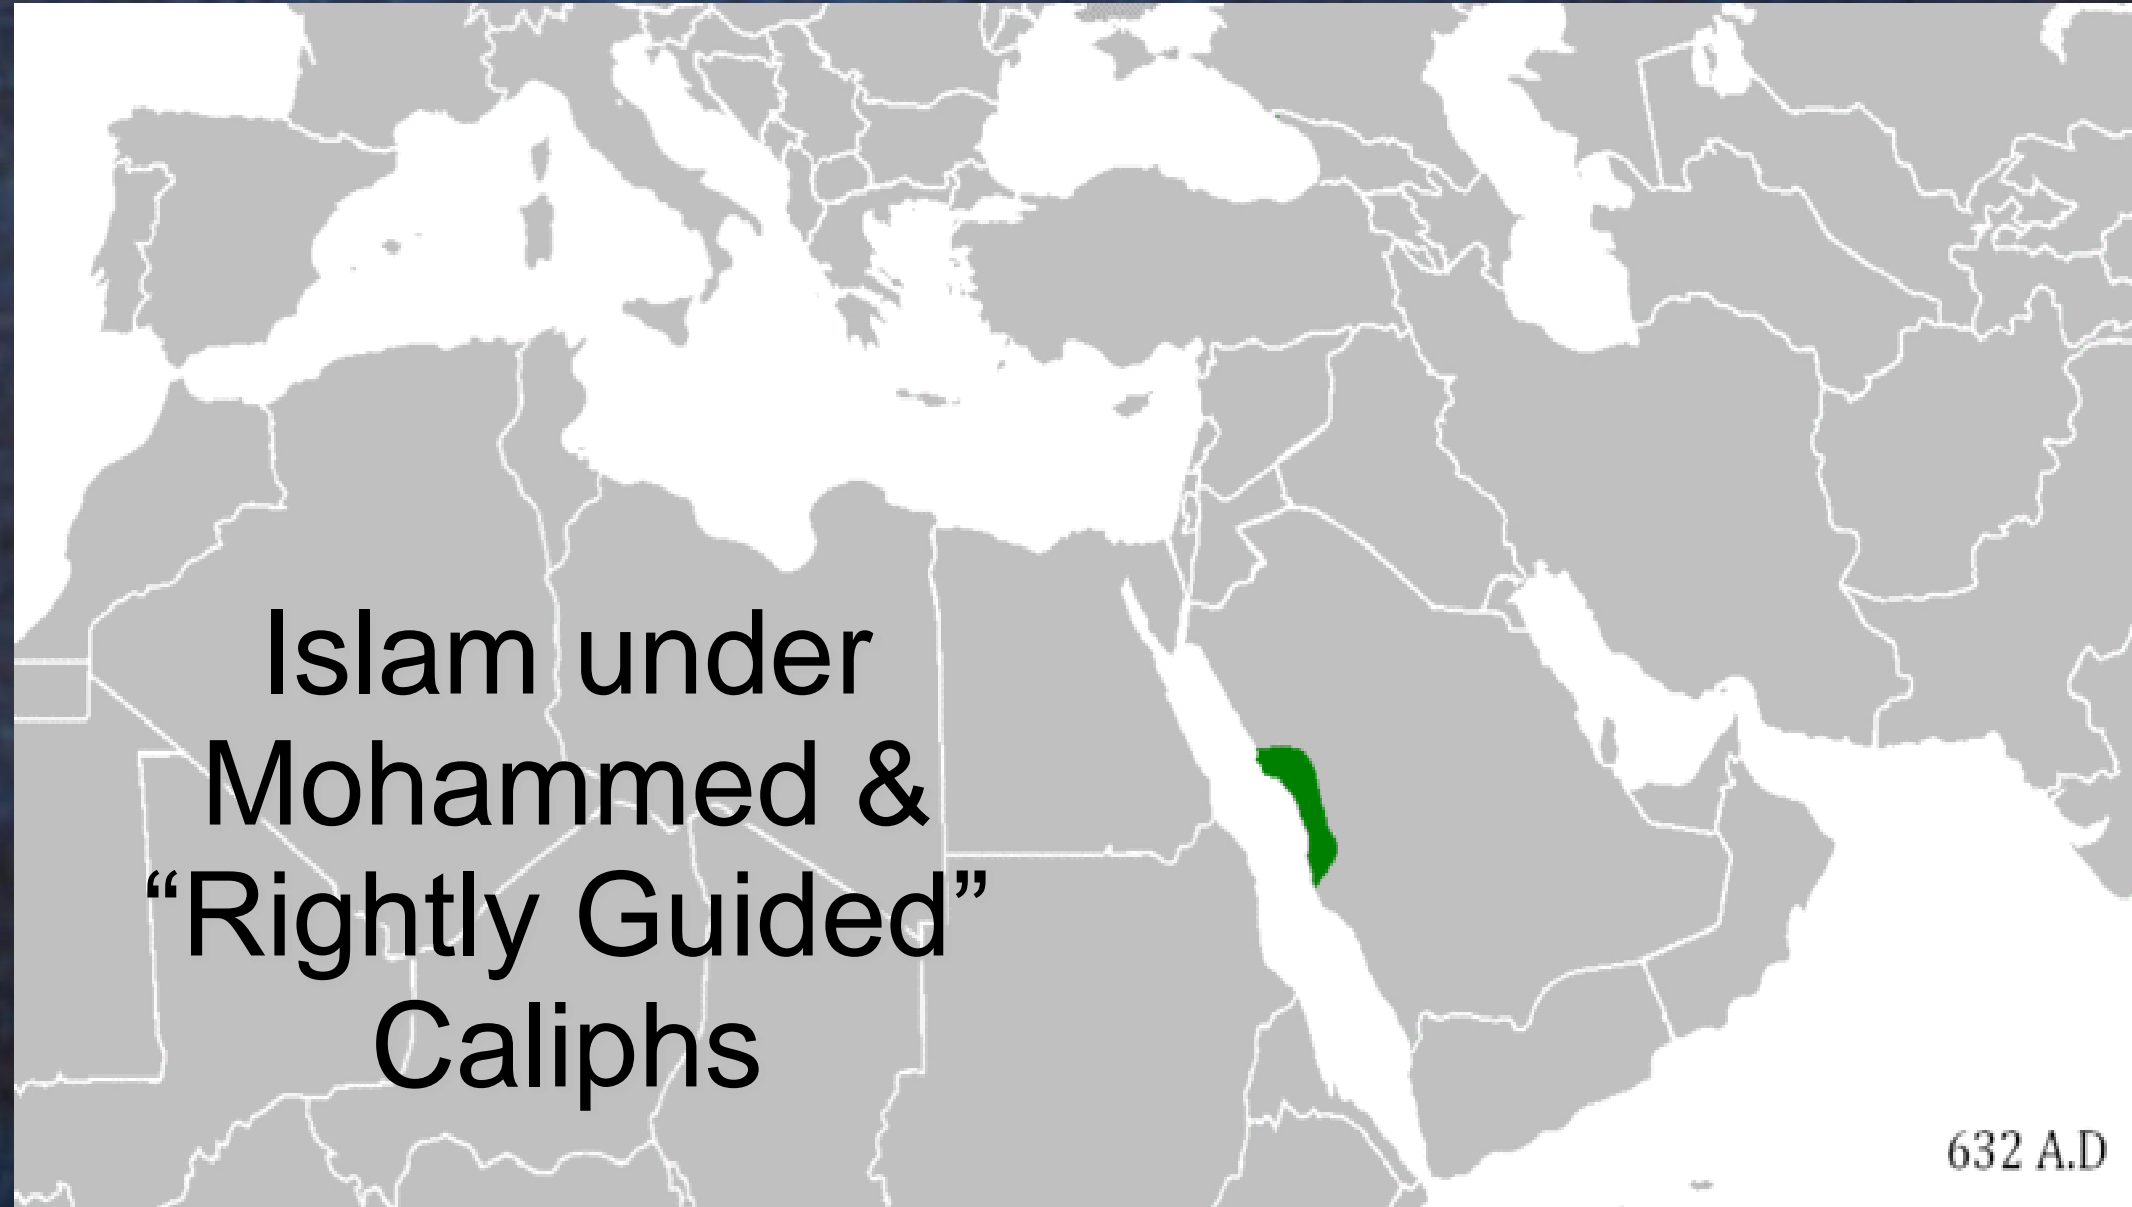 Islam under
Mohammed &
“Rightly Guided”
Caliphs
632 A.D